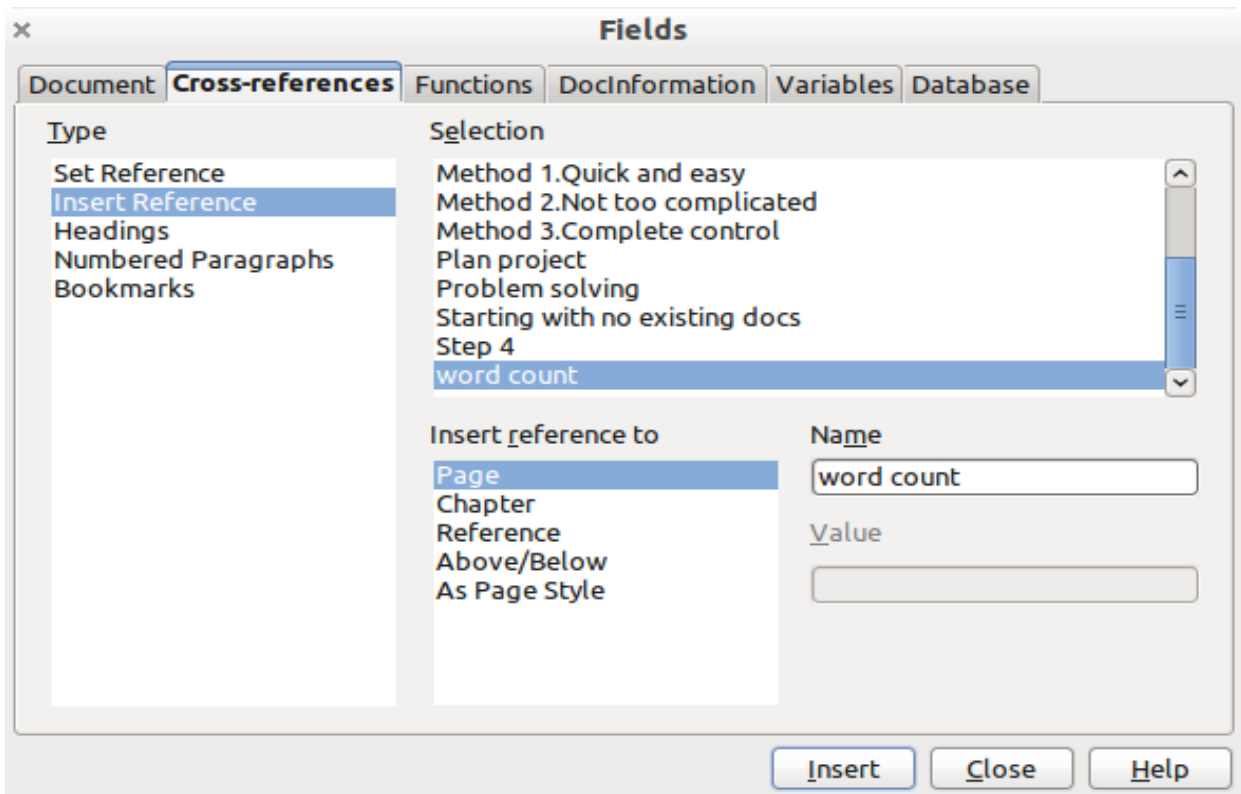 Fields
Document Cross-references Functions DocInformation Variables Database
Type
Set Reference
Insert Reference
Headings
Numbered Paragraphs
Bookmarks
Selection
Method 1.Quick and easy
Method 2.Not too complicated
Method 3.Complete control
Plan project
Problem solving
Starting with no existing docs
Step 4
word count
Insert reference to
Page
Chapter
Reference
Above/Below
As Page Style
Name
word count
Value
Insert Close Help